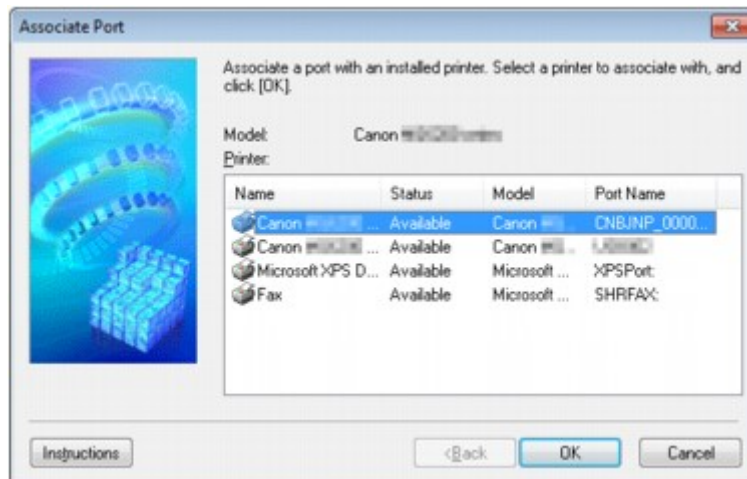 Associate Port
Associate a port with an installed printer. Select a printer to associate with, and
click [OK].
Model: Canon
Printer:
Name Status Model Port Name
Canon ... Available Canon ... CNBJNP_0000...
Canon ... Available Canon ...
Microsoft XPS D... Available Microsoft ... XPSPort:
Fax Available Microsoft ... SHRFAX:
Instructions <Back OK Cancel